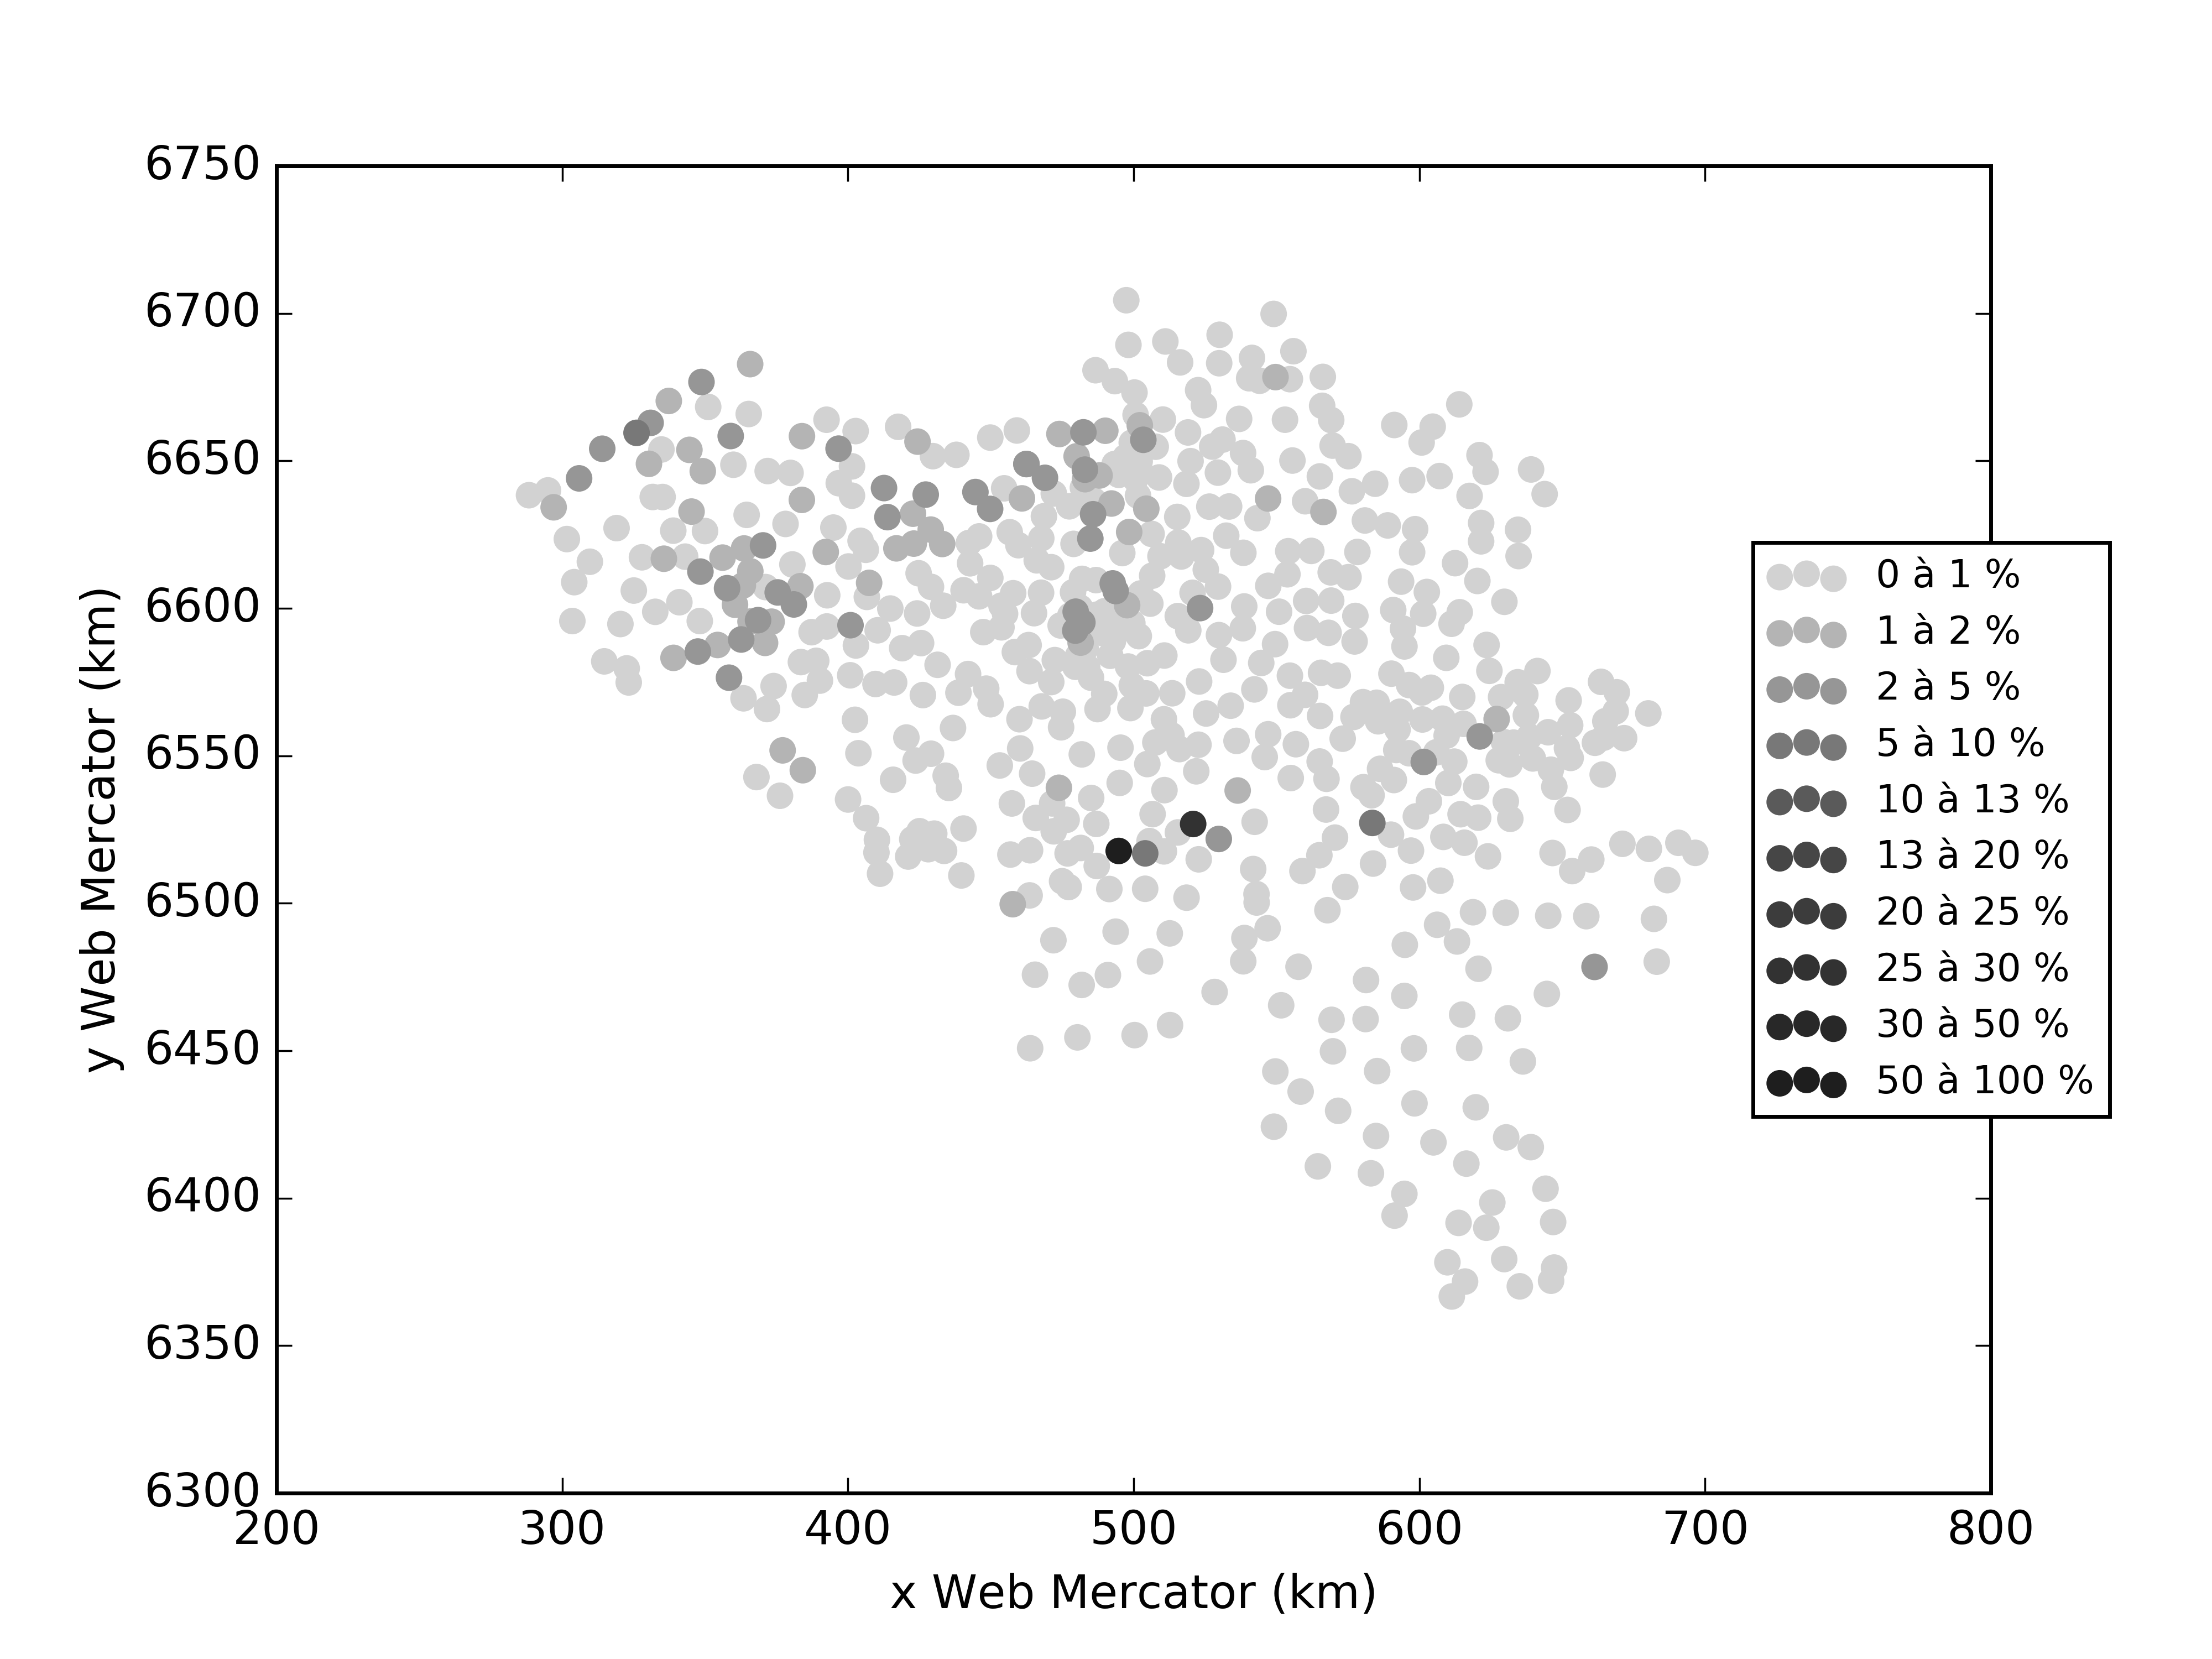 6750
6700
6650
6600
6550
6500
6450
6400
6350
6300
y Web Mercator (km)
200 300 400 500 600 700 800
x Web Mercator (km)
0 à 1 %
1 à 2 %
2 à 5 %
5 à 10 %
10 à 13 %
13 à 20 %
20 à 25 %
25 à 30 %
30 à 50 %
50 à 100 %